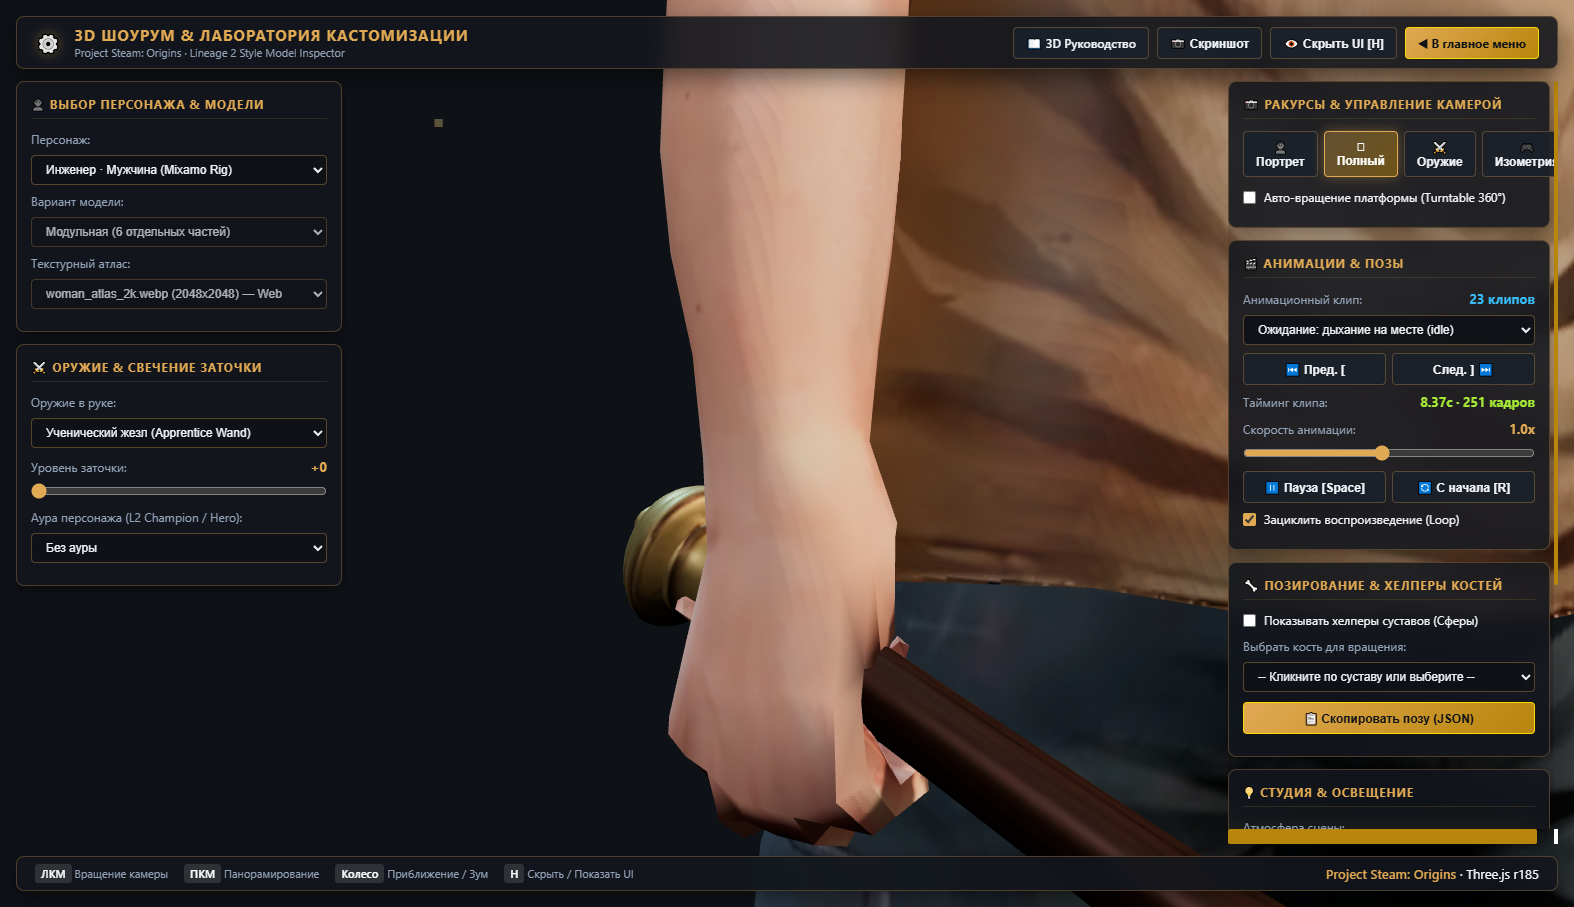 3D ШОУРУМ & ЛАБОРАТОРИЯ КАСТОМИЗАЦИИ
Project Steam: Origins · Lineage 2 Style Model Inspector
3D Руководство
Скриншот
Скрыть UI [H]
В главное меню
ВЫБОР ПЕРСОНАЖА & МОДЕЛИ
Персонаж:
Инженер - Мужчина (Mixamo Rig)
Вариант модели:
Модульная (6 отдельных частей)
Текстурный атлас:
woman_atlas_2k.webp (2048x2048) — Web
ОРУЖИЕ & СВЕЧЕНИЕ ЗАТОЧКИ
Оружие в руке:
Ученический жезл (Apprentice Wand)
Уровень заточки: +0
Аура персонажа (L2 Champion / Hero):
Без ауры
РАКУРСЫ & УПРАВЛЕНИЕ КАМЕРОЙ
Портрет
Полный
Оружие
Изометрия
Авто-вращение платформы (Turntable 360°)
АНИМАЦИИ & ПОЗЫ
Анимационный клип: 23 клипов
Ожидание: дыхание на месте (idle)
Пред. [
След. ]
Тайминг клипа: 8.37с · 251 кадров
Скорость анимации: 1.0x
Пауза [Space]
С начала [R]
Зациклить воспроизведение (Loop)
ПОЗИРОВАНИЕ & ХЕЛПЕРЫ КОСТЕЙ
Показывать хелперы суставов (Сферы)
Выбрать кость для вращения:
-- Кликните по суставу или выберите --
Скопировать позу (JSON)
СТУДИЯ & ОСВЕЩЕНИЕ
Атмосфера сцены:
ЛКМ Вращение камеры ПКМ Панорамирование Колесо Приближение / Зум H Скрыть / Показать UI
Project Steam: Origins · Three.js r185